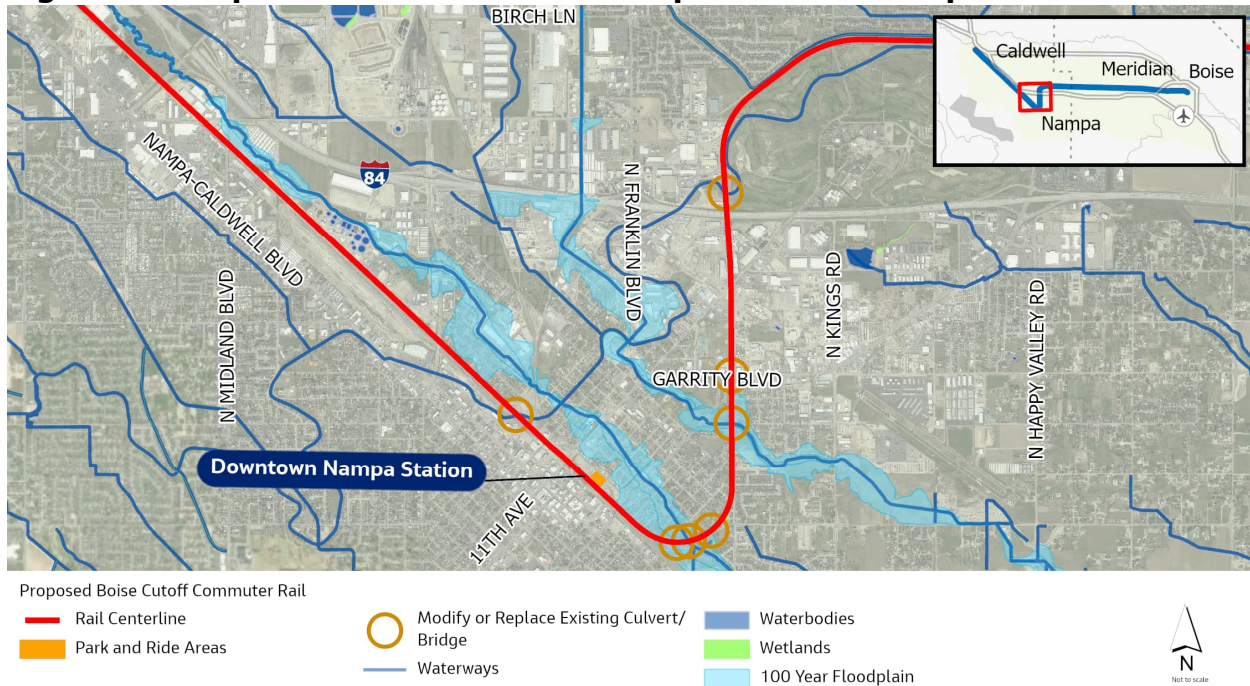 BIRCH LN
Caldwell
Meridian
Boise
Nampa
84
NAMPA-CALDWELL BLVD
N FRANKLIN BLVD
N MIDLAND BLVD
N KINGS RD
N HAPPY VALLEY RD
GARRITY BLVD
Downtown Nampa Station
11TH AVE
Proposed Boise Cutoff Commuter Rail
Rail Centerline
Park and Ride Areas
Modify or Replace Existing Culvert/
Bridge
Waterways
Waterbodies
Wetlands
100 Year Floodplain
N
Not to scale